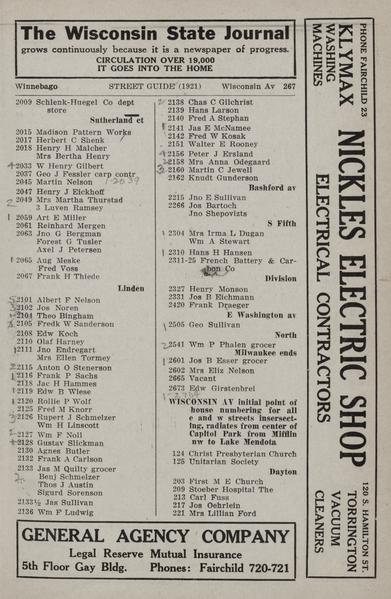 The Wisconsin State Journal
grows continuously because it is a newspaper of progress.
CIRCULATION OVER 19,000
IT GOES INTO THE HOME
Winnebago STREET GUIDE (1921) Wisconsin Av 267
2009 Schlenk-Huegel Co dept
store
Sutherland ct
2015 Madison Pattern Works
2017 Herbert C Shenk
2018 Henry H Malcher
Mrs Bertha Henry
2033 W Henry Gilbert
2037 Geo J Fessler carp contr
2045 Martin Nelson
2047 Henry J Eickhoff
2049 Mrs Martha Thurstad
3 Luven Ramsey
2059 Art E Miller
2061 Reinhard Mergen
2063 Jno G Bergman
Forest G Tusler
Axel J Petersen
2065 Aug Meske
Fred Voss
2067 Frank H Thiede
Linden
2101 Albert F Nelson
2102 Jos Noren
2104 Theo Bingham
2105 Fredk W Sanderson
2108 Edw Koch
2110 Olaf Harney
2111 Jno Endregart
Mrs Ellen Tormey
2115 Anton O Stenerson
2116 Frank P Sachs
2118 Jac H Hammes
2119 Edw B Wiese
2120 Rollie P Wolf
2125 Fred M Knorr
2126 Rupert J Schmelzer
Wm H Linscott
2127 Wm F Noll
2128 Gustav Slickman
2130 Agnes Butler
2132 Frank A Carlson
2133 Jas M Quilty grocer
Benj Schmelzer
Thos J Austin
Sigurd Sorenson
2133½ Jas Sullivan
2136 Wm F Ludwig
2138 Chas C Gilchrist
2139 Hans Larson
2140 Fred A Stephan
2141 Jas E McNamee
2142 Fred W Kosak
2151 Walter E Rooney
2156 Peter J Ersland
2158 Mrs Anna Odegaard
2160 Martin C Jewell
2162 Knudt Gunderson
Bashford av
2215 Jno E Sullivan
2266 Jos Bartoch
Jno Shepovizts
S Fifth
2304 Mrs Irma L Dugan
Wm A Stewart
2310 Hans H Hansen
2311-25 French Battery & Car-
bon Co
Division
2327 Henry Monson
2331 Jos B Eichmann
2420 Frank Draeger
E Washington av
2505 Geo Sullivan
North
2541 Wm P Phalen grocer
Milwaukee ends
2601 Jos B Esser grocer
2602 Mrs Eliz Nelson
2665 Vacant
2673 Edw Girstenbrei
WISCONSIN AV initial point of
house numbering for all
e and w streets intersect-
ing, radiates from center of
Capitol Park from Mifflin
nw to Lake Mendota
124 Christ Presbyterian Church
125 Unitarian Society
Dayton
203 First M E Church
209 Stoeber Hospital The
213 Carl Fuss
217 Jos Oehrlein
221 Mrs Lillian Ford
GENERAL AGENCY COMPANY
Legal Reserve Mutual Insurance
5th Floor Gay Bldg. Phones: Fairchild 720-721
PHONE FAIRCHILD 23
KLYMAX
WASHING
MACHINES
NICKLES ELECTRIC SHOP
ELECTRICAL CONTRACTORS
120 S. HAMILTON ST.
TORRINGTON
VACUUM
CLEANERS